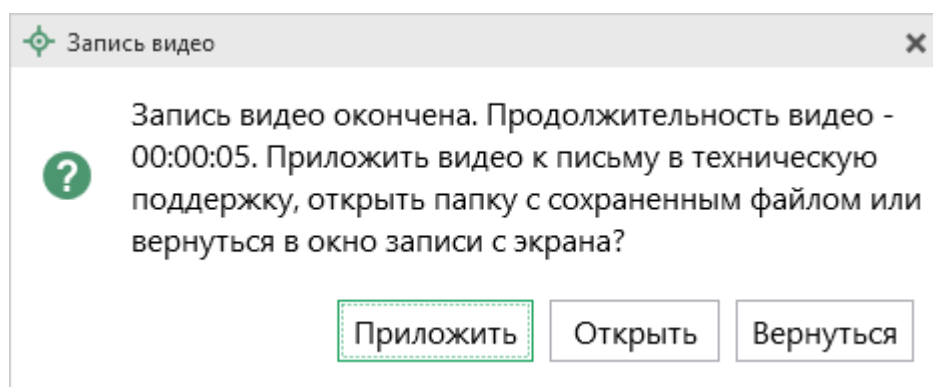 Запись видео
Запись видео окончена. Продолжительность видео -
00:00:05. Приложить видео к письму в техническую
поддержку, открыть папку с сохраненным файлом или
вернуться в окно записи с экрана?
Приложить Открыть Вернуться